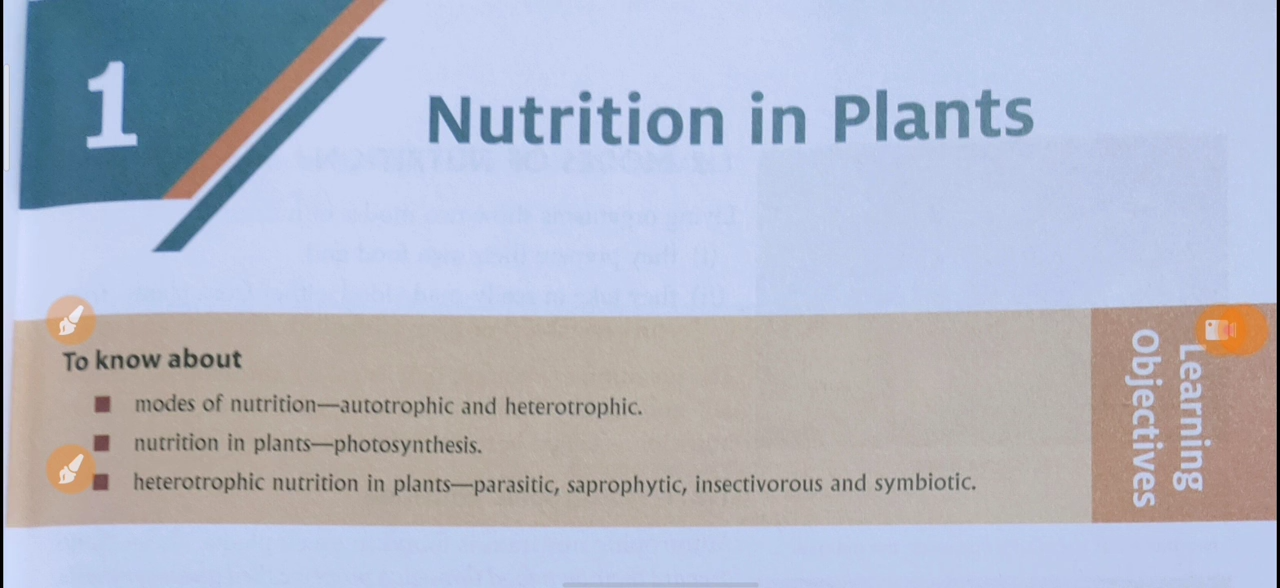 1
Nutrition in Plants
To know about
modes of nutrition—autotrophic and heterotrophic.
nutrition in plants—photosynthesis.
heterotrophic nutrition in plants—parasitic, saprophytic, insectivorous and symbiotic.
Learning
Objectives